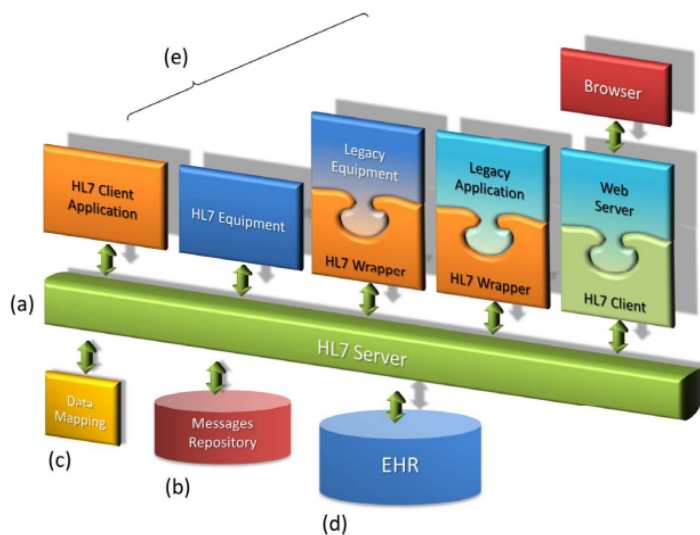 (e)
Browser
HL7 Client
Application
HL7 Equipment
Legacy
Equipment
HL7 Wrapper
Legacy
Application
HL7 Wrapper
Web
Server
HL7 Client
(a)
HL7 Server
Data
Mapping
(c)
Messages
Repository
(b)
EHR
(d)